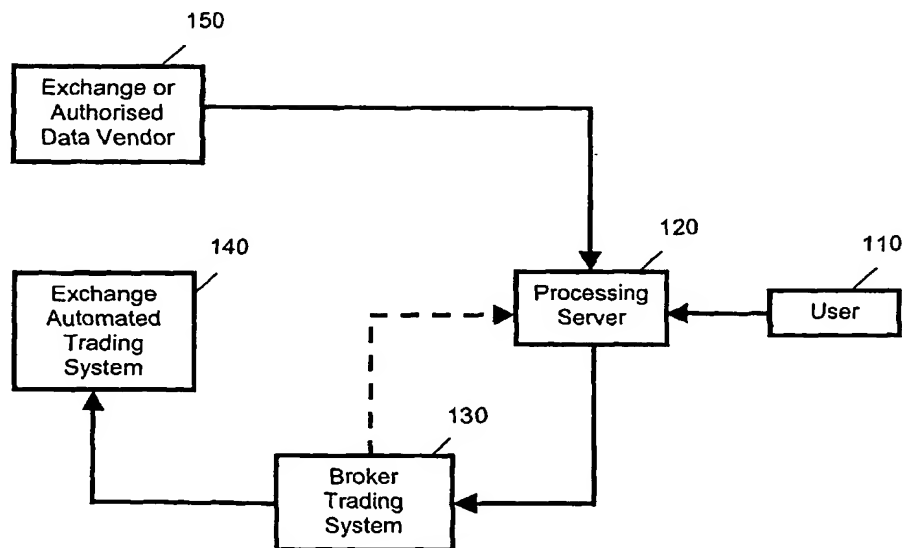 150
Exchange or
Authorised
Data Vendor
140
Exchange
Automated
Trading
System
120
Processing
Server
110
User
130
Broker
Trading
System